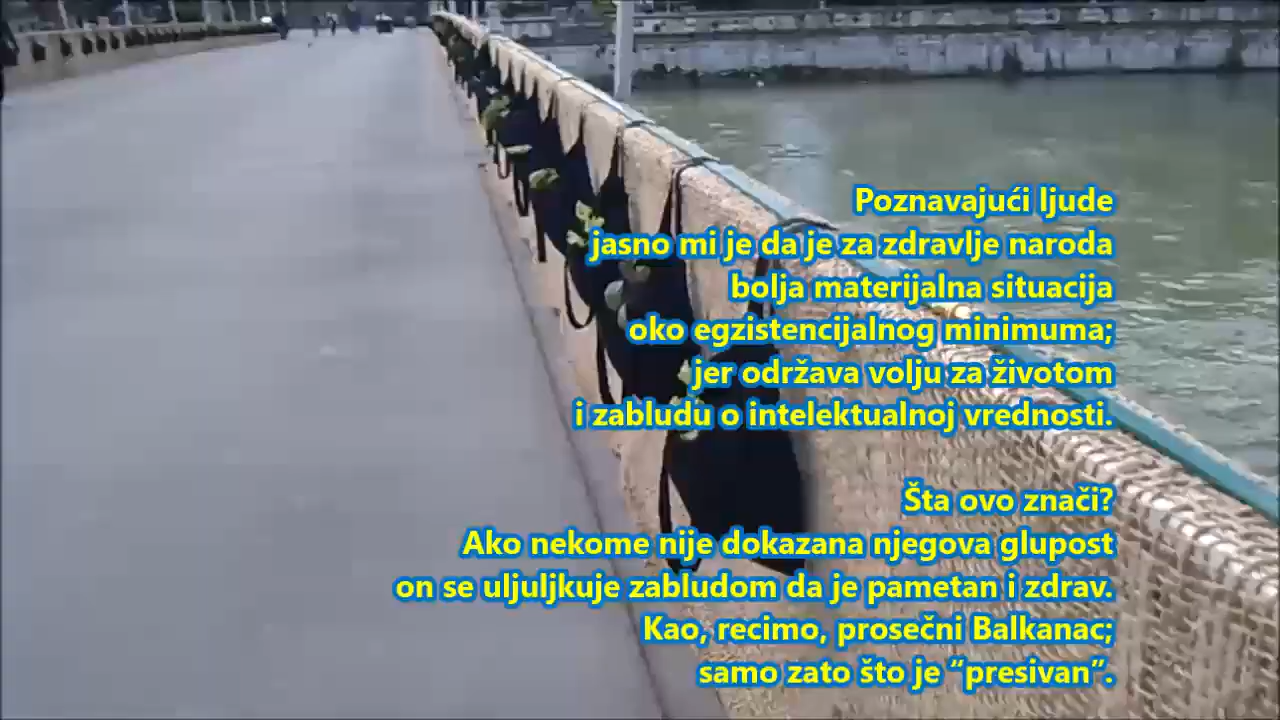 Poznavajući ljude
jasno mi je da je za zdravlje naroda
bolja materijalna situacija
oko egzistencijalnog minimuma;
jer održava volju za životom
i zabludu o intelektualnoj vrednosti.
Šta ovo znači?
Ako nekome nije dokazana njegova glupost
on se uljuljkuje zabludom da je pametan i zdrav.
Kao, recimo, prosečni Balkanac;
samo zato što je “presivan”.